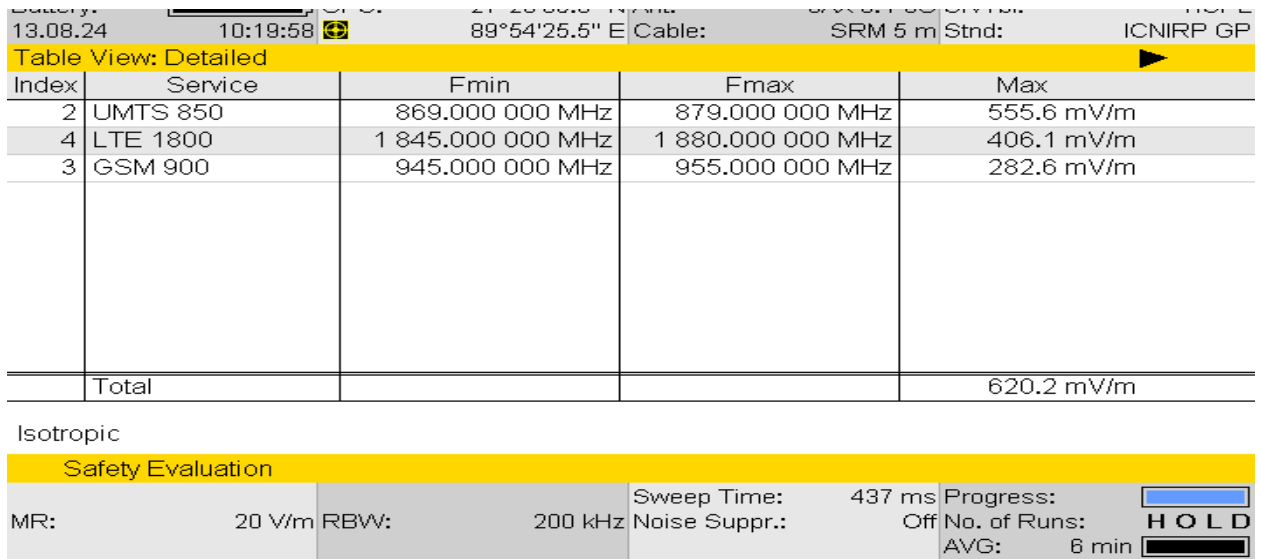 13.08.24 10:19:58 89°54'25.5" E Cable: SRM 5 m Stnd: ICNIRP GP
Table View: Detailed
Index Service Fmin Fmax Max
2 UMTS 850 869.000 000 MHz 879.000 000 MHz 555.6 mV/m
4 LTE 1800 1 845.000 000 MHz 1 880.000 000 MHz 406.1 mV/m
3 GSM 900 945.000 000 MHz 955.000 000 MHz 282.6 mV/m
Total 620.2 mV/m
Isotropic
Safety Evaluation
Sweep Time: 437 ms Progress:
MR: 20 V/m RBW: 200 kHz Noise Suppr.: Off No. of Runs: HOLD
AVG: 6 min